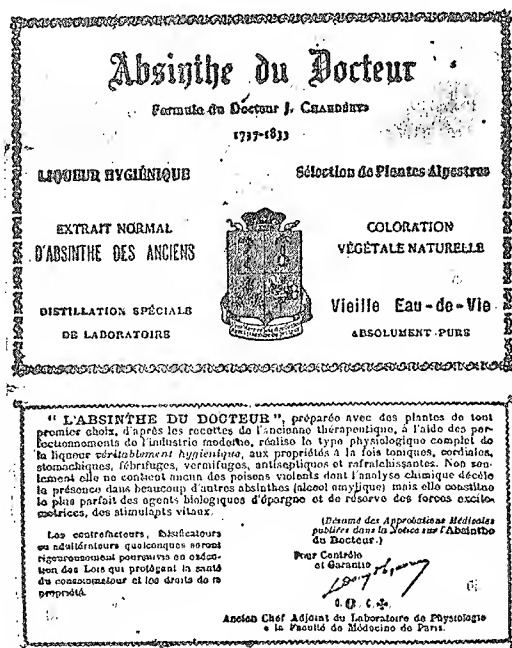 Absinthe du Docteur
Formula du Docteur J.
1737-1833
LIQUEUR HYGIÉNIQUE
Sélection de Plantes Alpestres
EXTRAIT NORMAL
D'ABSINTHE DES ANCIENS
COLORATION
VÉGÉTALE NATURELLE
DISTILLATION SPÉCIALE
DE LABORATOIRE
Vieille Eau-de-Vie
ABSOLUMENT PURE
" L'ABSINTHE DU DOCTEUR ", préparée avec des plantes de tout
premier choix, d'après les recettes de l'ancienne thérapeutique, à l'aide des per-
fectionnements de l'industrie moderne, réalise le type physiologique complet de
la liqueur véritablement hygienique, aux propriétés à la fois toniques, cordiales,
stomachiques, fébrifuges, vermifuges, antiseptiques et rafraîchissantes. Non seu-
lement elle ne contient aucun des poisons violents dont l'analyse chimique décèle
la présence dans beaucoup d'autres absinthes (alcool amylique) mais elle constitue
le plus parfait des agents biologiques d'épargne et de réserve des forces excito
motrices, des stimulants vitaux.
(Résumé des Approbations Médicales
publiées dans la Notice sur l'Absinthe
du Docteur.)
Les contrefacteurs, falsificateurs
ou adultérateurs quelconques seront
rigoureusement poursuivis en exécu-
tion des Lois qui protègent la santé
du consommateur et les droits de la
propriété.
Pour Contrôle
et Garantie
Ancien Chef Adjoint du Laboratoire de Physiologie
à la Faculté de Médecine de Paris.